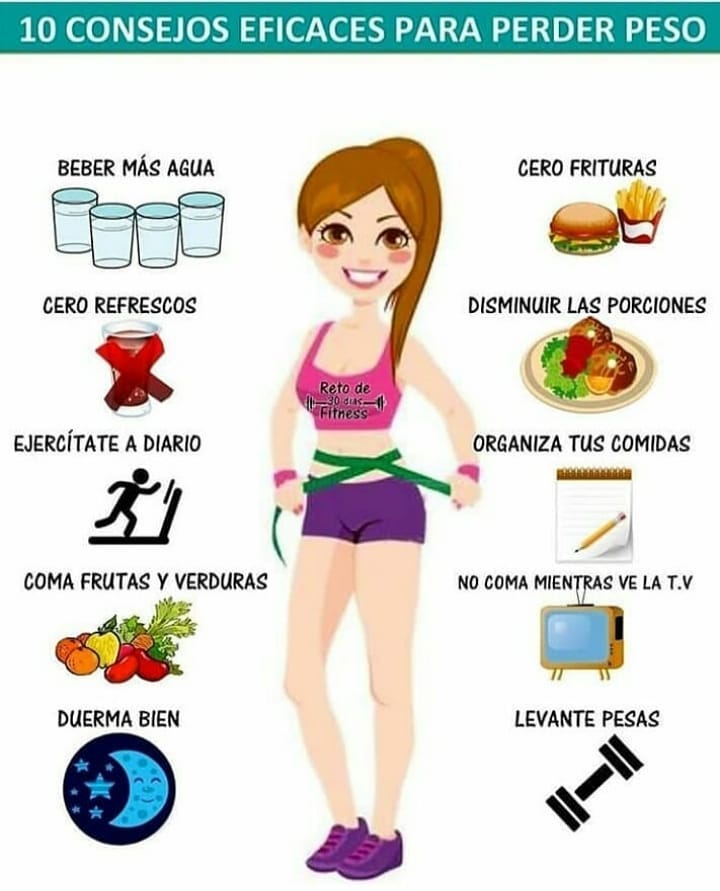 10 CONSEJOS EFICACES PARA PERDER PESO
BEBER MÁS AGUA
CERO REFRESCOS
EJERCÍTATE A DIARIO
COMA FRUTAS Y VERDURAS
DUERMA BIEN
Reto de
30 días
Fitness
CERO FRITURAS
DISMINUIR LAS PORCIONES
ORGANIZA TUS COMIDAS
NO COMA MIENTRAS VE LA T.V
LEVANTE PESAS